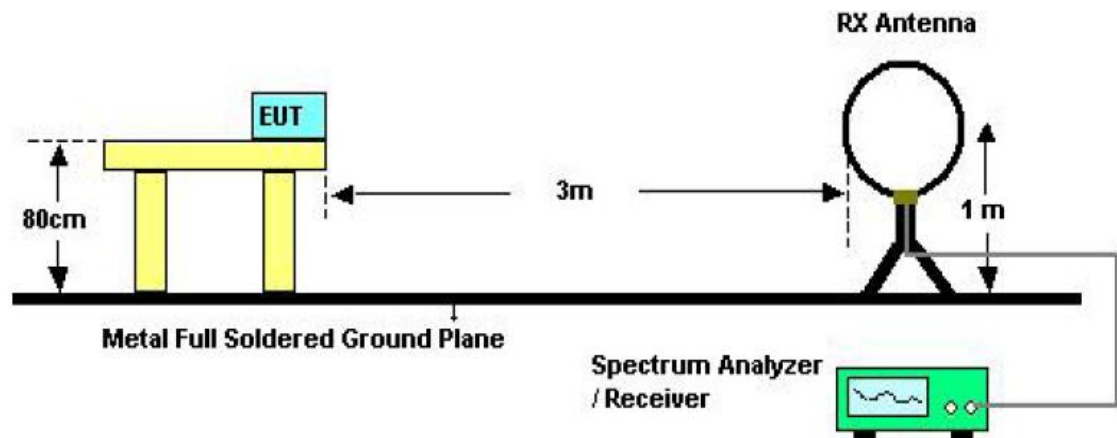 RX Antenna
EUT
3m
80cm
1 m
Metal Full Soldered Ground Plane
Spectrum Analyzer
/ Receiver